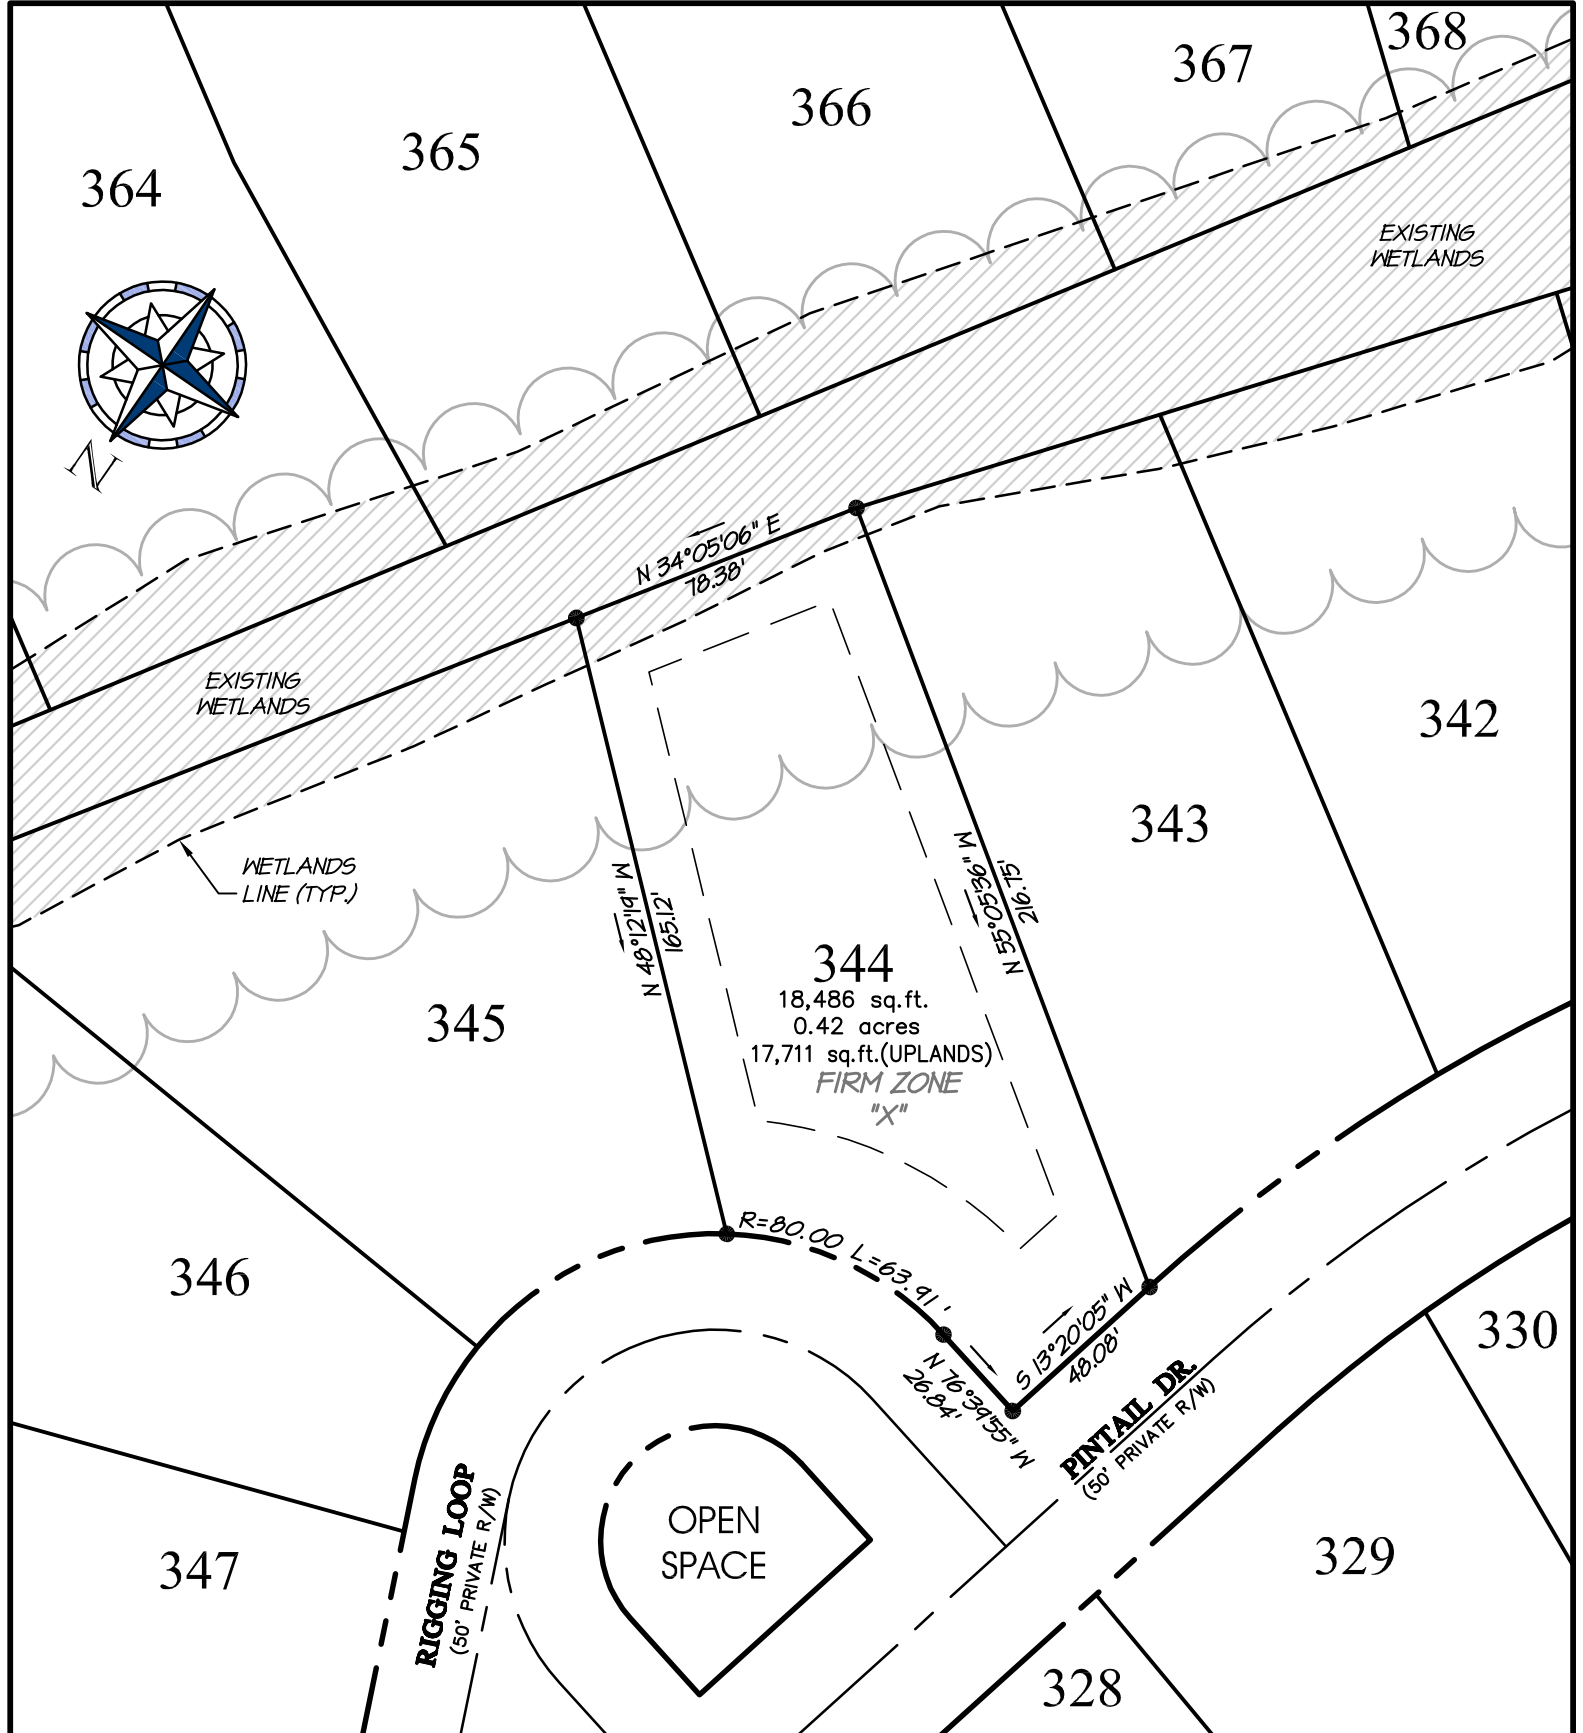 368
367
366
365
364
EXISTING
WETLANDS
N
N 34°05'06" E
78.38'
EXISTING
WETLANDS
342
343
WETLANDS
LINE (TYP.)
N 48°12'19" W
165.12'
N 55°05'36" W
216.75'
344
18,486 sq.ft.
0.42 acres
17,711 sq.ft.(UPLANDS)
FIRM ZONE
"X"
345
R=80.00 L=63.91'
346
S 13°20'05" W
48.08'
N 76°39'55" W
26.84'
330
PINTAIL DR.
(50' PRIVATE R/W)
RIGGING LOOP
(50' PRIVATE R/W)
OPEN
SPACE
347
329
328